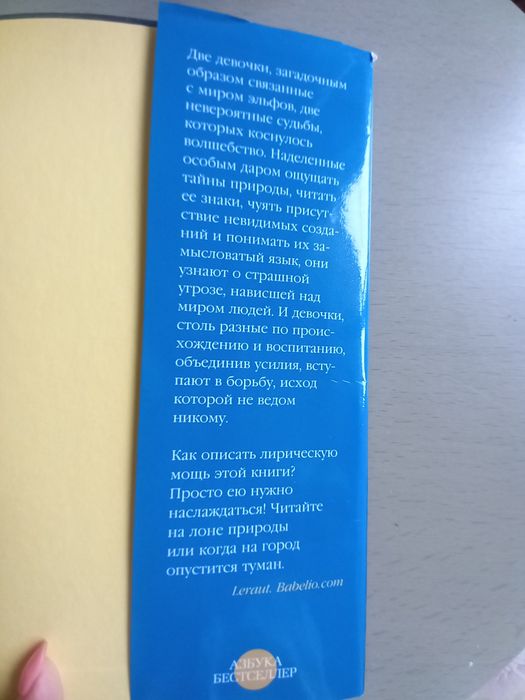 Две девочки, загадочным
образом связанные
с миром эльфов, две
невероятные судьбы,
которых коснулось
волшебство. Наделенные
особым даром ощущать
тайны природы, читать
ее знаки, чуять присут-
ствие невидимых созда-
ний и понимать их за-
мысловатый язык, они
узнают о страшной
угрозе, нависшей над
миром людей. И девочки,
столь разные по проис-
хождению и воспитанию,
объединив усилия, всту-
пают в борьбу, исход
которой не ведом
никому.
Как описать лирическую
мощь этой книги?
Просто ею нужно
наслаждаться! Читайте
на лоне природы
или когда на город
опустится туман.
Leraut. Babelio.com
АЗБУКА
БЕСТСЕЛЛЕР